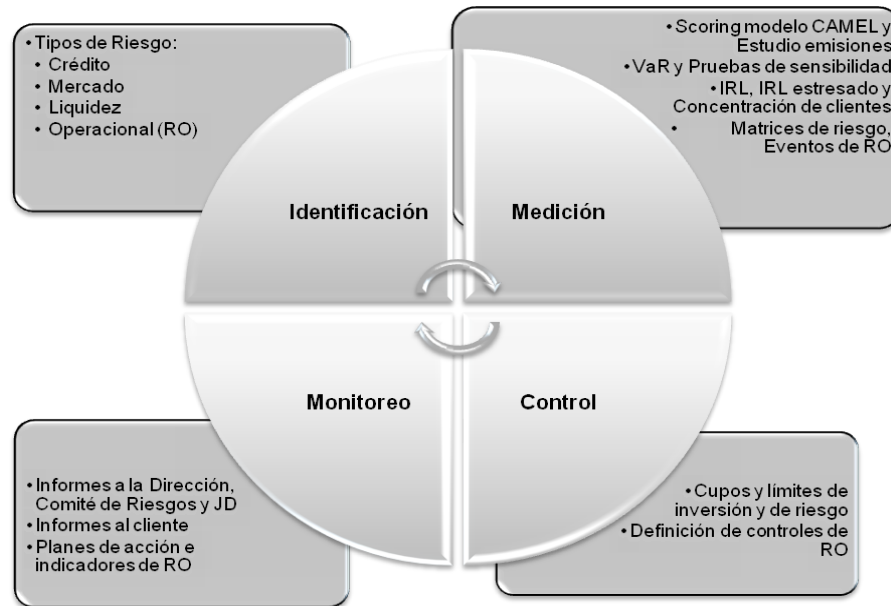 • Tipos de Riesgo:
• Crédito
• Mercado
• Liquidez
• Operacional (RO)
• Scoring modelo CAMEL y
Estudio emisiones
• VaR y Pruebas de sensibilidad
• IRL, IRL estresado y
Concentración de clientes
• Matrices de riesgo,
Eventos de RO
Identificación
Medición
Monitoreo
Control
• Informes a la Dirección,
Comité de Riesgos y JD
• Informes al cliente
• Planes de acción e
indicadores de RO
• Cupos y límites de
inversión y de riesgo
• Definición de controles de
RO